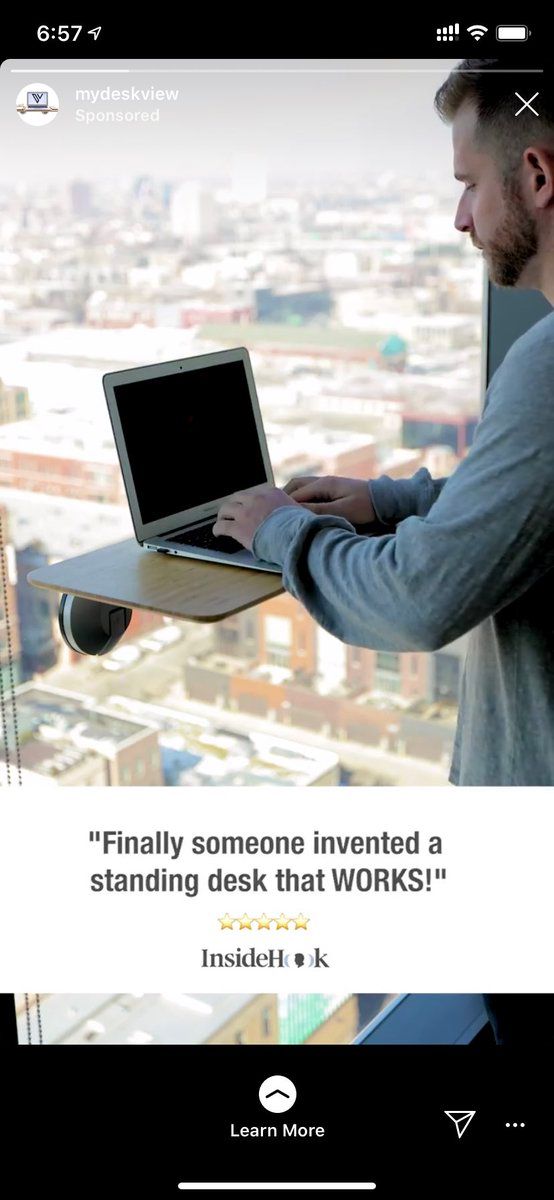 6:57
mydeskview
Sponsored
"Finally someone invented a
standing desk that WORKS!"
InsideHook
Learn More